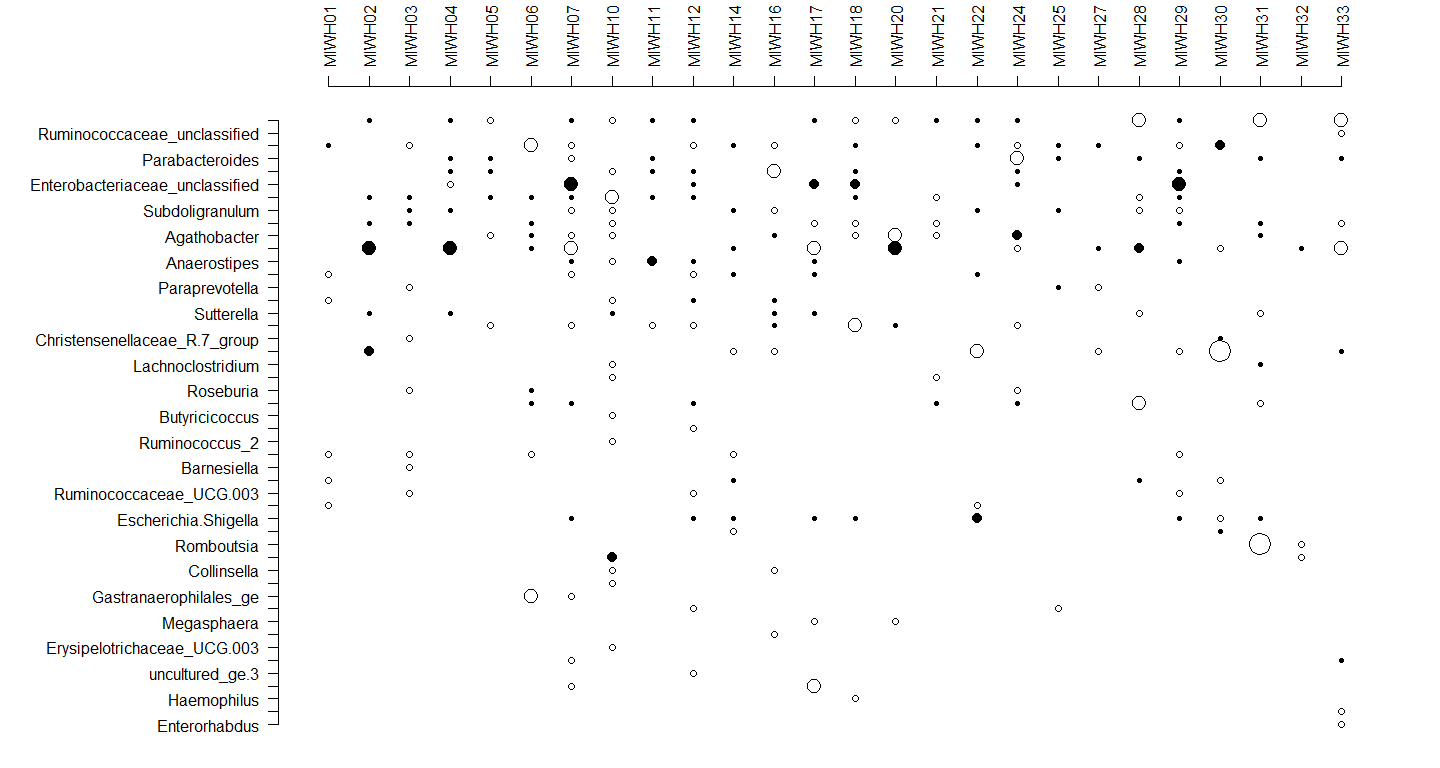 MIWH01
MIWH02
MIWH03
MIWH04
MIWH05
MIWH06
MIWH07
MIWH10
MIWH11
MIWH12
MIWH14
MIWH16
MIWH17
MIWH18
MIWH20
MIWH21
MIWH22
MIWH24
MIWH25
MIWH27
MIWH28
MIWH29
MIWH30
MIWH31
MIWH32
MIWH33
Ruminococcaceae_unclassified
Parabacteroides
Enterobacteriaceae_unclassified
Subdoligranulum
Agathobacter
Anaerostipes
Paraprevotella
Sutterella
Christensenellaceae_R.7_group
Lachnoclostridium
Roseburia
Butyricicoccus
Ruminococcus_2
Barnesiella
Ruminococcaceae_UCG.003
Escherichia.Shigella
Romboutsia
Collinsella
Gastranaerophilales_ge
Megasphaera
Erysipelotrichaceae_UCG.003
uncultured_ge.3
Haemophilus
Enterorhabdus